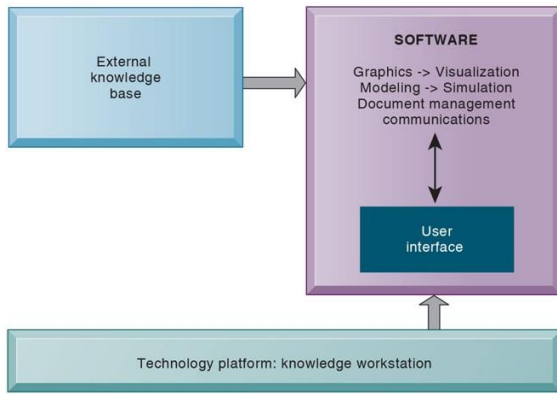 External
knowledge
base
SOFTWARE
Graphics -> Visualization
Modeling -> Simulation
Document management
communications
User
interface
Technology platform: knowledge workstation